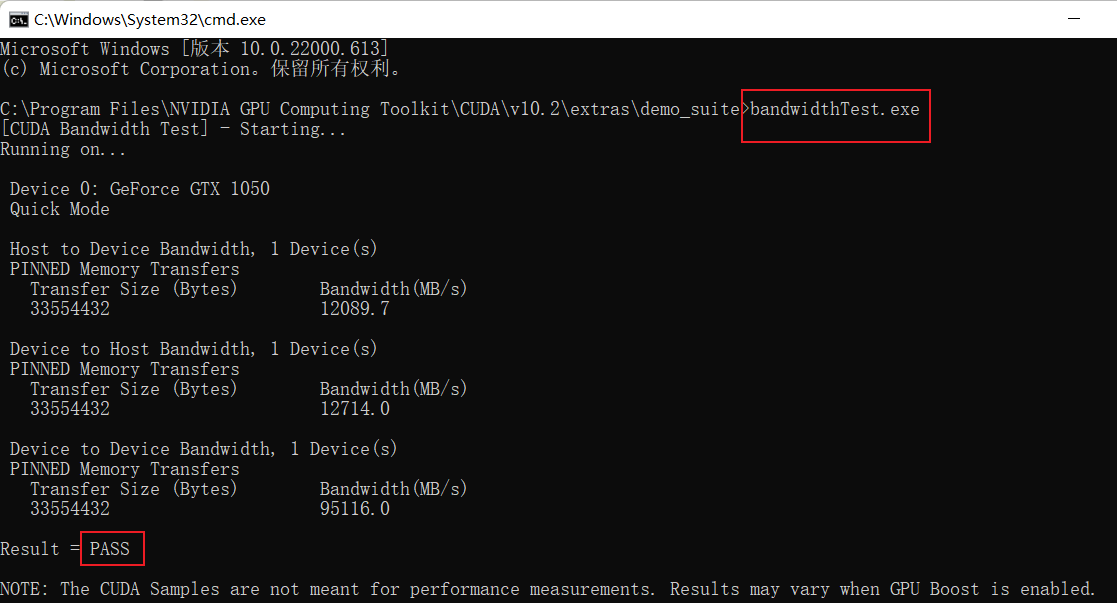 C:\Windows\System32\cmd.exe
Microsoft Windows [版本 10.0.22000.613]
(c) Microsoft Corporation。保留所有权利。
C:\Program Files\NVIDIA GPU Computing Toolkit\CUDA\v10.2\extras\demo_suite>bandwidthTest.exe
[CUDA Bandwidth Test] - Starting...
Running on...
Device 0: GeForce GTX 1050
Quick Mode
Host to Device Bandwidth, 1 Device(s)
PINNED Memory Transfers
Transfer Size (Bytes) Bandwidth(MB/s)
33554432 12089.7
Device to Host Bandwidth, 1 Device(s)
PINNED Memory Transfers
Transfer Size (Bytes) Bandwidth(MB/s)
33554432 12714.0
Device to Device Bandwidth, 1 Device(s)
PINNED Memory Transfers
Transfer Size (Bytes) Bandwidth(MB/s)
33554432 95116.0
Result = PASS
NOTE: The CUDA Samples are not meant for performance measurements. Results may vary when GPU Boost is enabled.